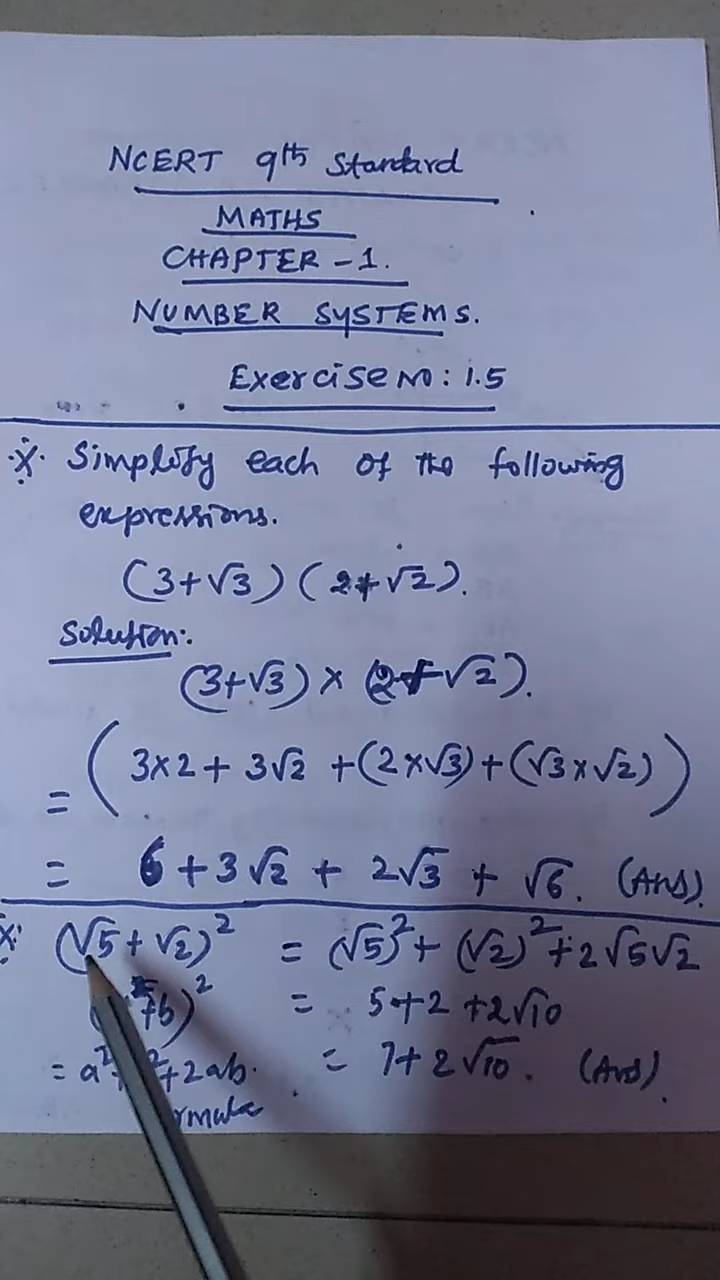 NCERT 9th Standard
MATHS
CHAPTER - 1.
NUMBER SYSTEMS.
Exercise NO: 1.5
Simplify each of the following
expressions.
(3+√3) (2+√2).
Solution:
(3+√3) × (2+√2).
= (3×2 + 3√2 + (2×√3) + (√3×√2))
= 6 + 3√2 + 2√3 + √6. (Ans).
(√5 + √2)² = (√5)² + (√2)² + 2√5√2
+b)² = 5+2 +2√10
= a² + ² +2ab. = 7+ 2√10. (Ans).